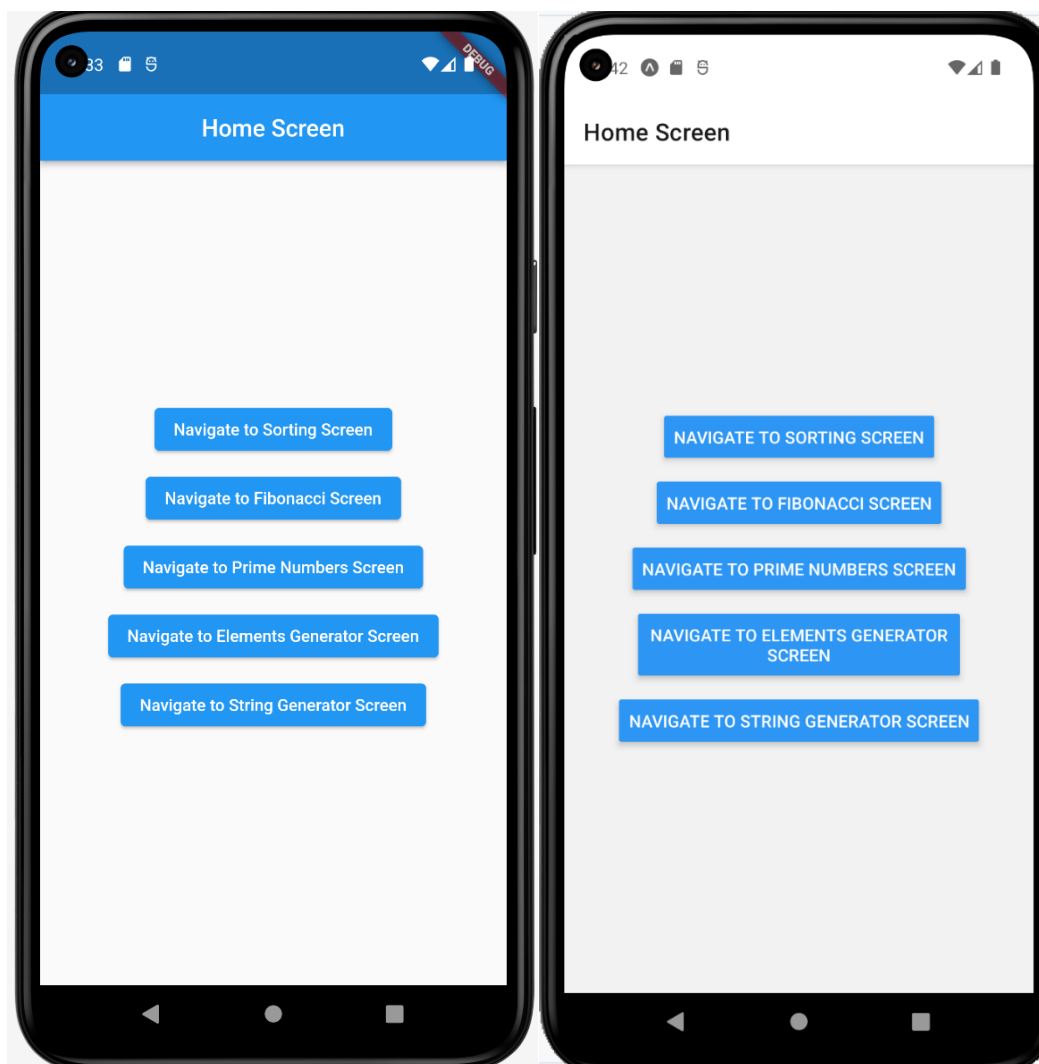 33
DEBUG
Home Screen
Navigate to Sorting Screen
Navigate to Fibonacci Screen
Navigate to Prime Numbers Screen
Navigate to Elements Generator Screen
Navigate to String Generator Screen
42
Home Screen
NAVIGATE TO SORTING SCREEN
NAVIGATE TO FIBONACCI SCREEN
NAVIGATE TO PRIME NUMBERS SCREEN
NAVIGATE TO ELEMENTS GENERATOR
SCREEN
NAVIGATE TO STRING GENERATOR SCREEN